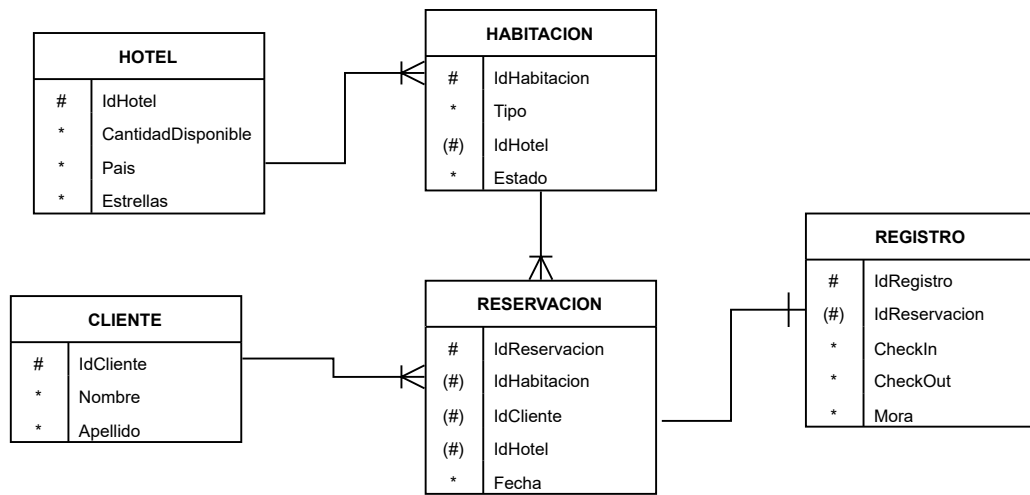 HOTEL
# IdHotel
* CantidadDisponible
* Pais
* Estrellas
HABITACION
# IdHabitacion
* Tipo
(#) IdHotel
* Estado
CLIENTE
# IdCliente
* Nombre
* Apellido
RESERVACION
# IdReservacion
(#) IdHabitacion
(#) IdCliente
(#) IdHotel
* Fecha
REGISTRO
# IdRegistro
(#) IdReservacion
* CheckIn
* CheckOut
* Mora